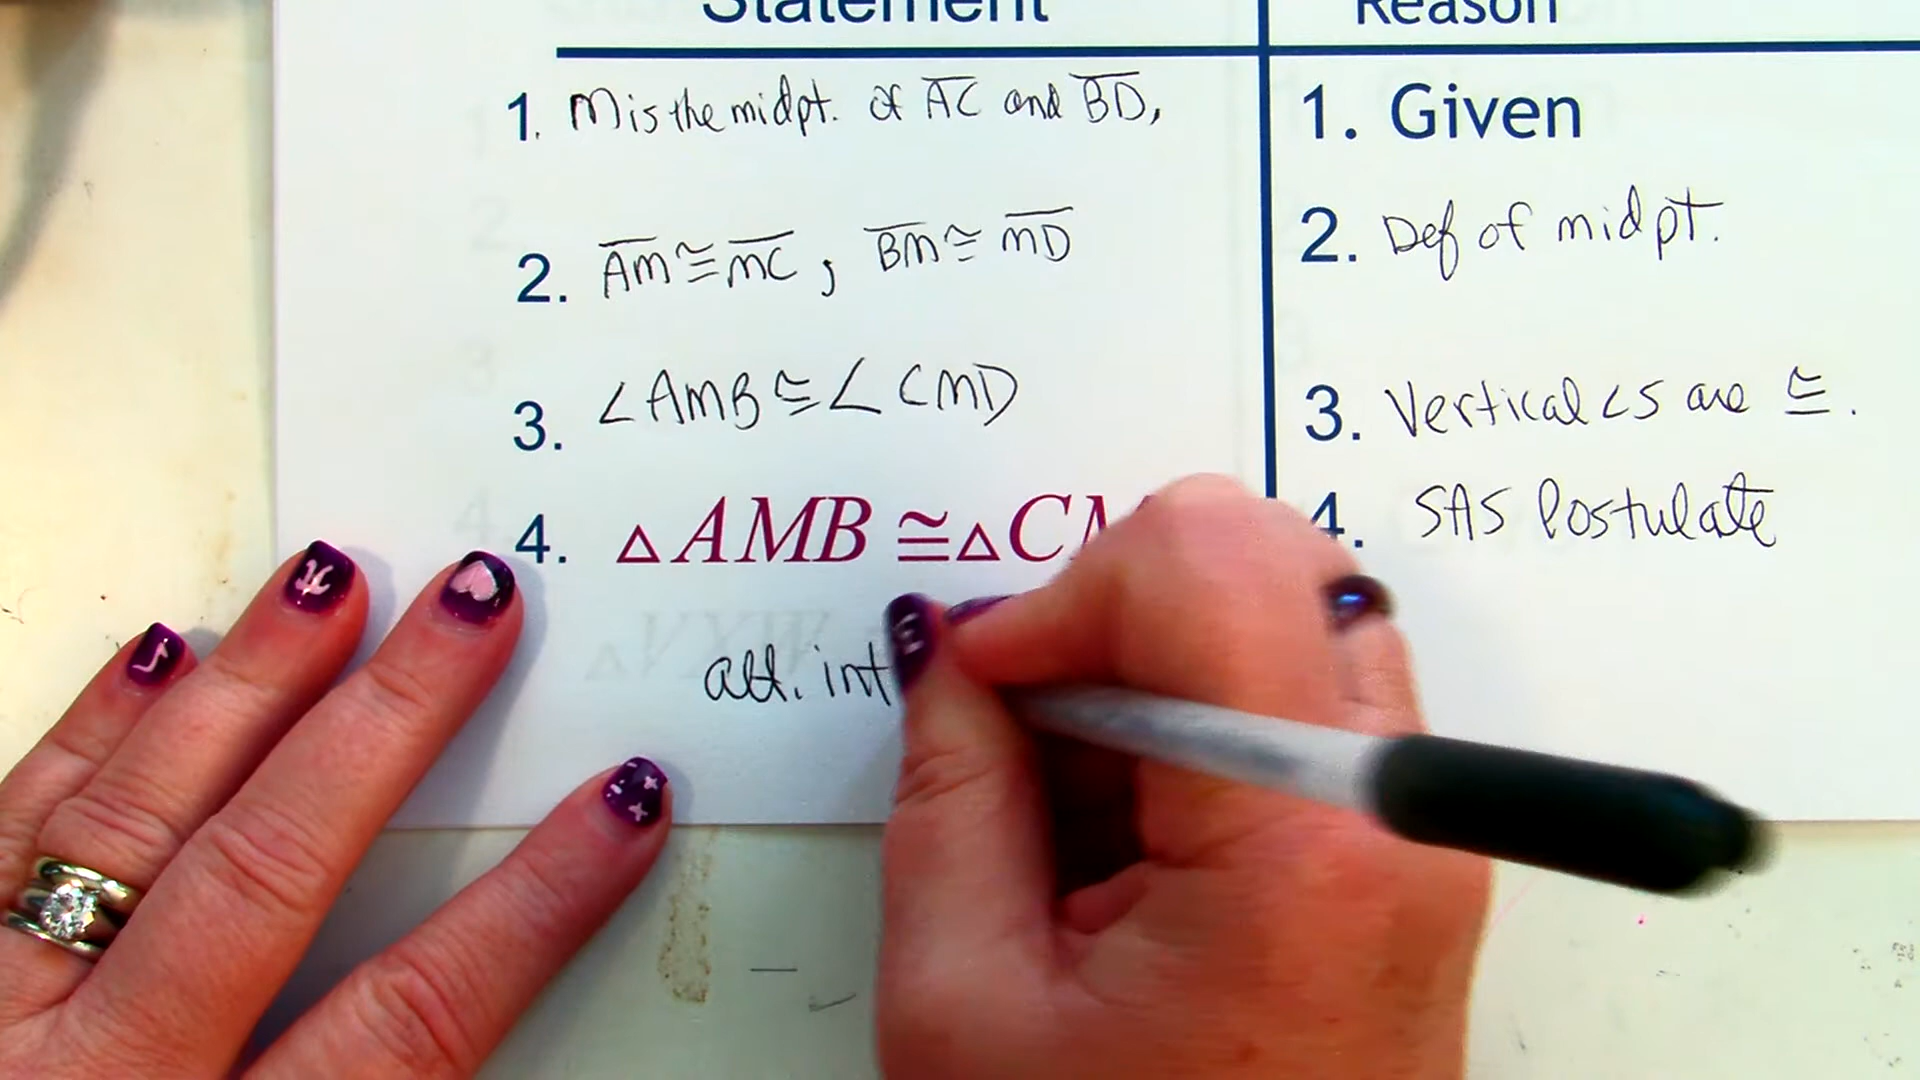 Statement Reason
1. M is the midpt. of AC and BD, 1. Given
2. AM ≅ MC, BM ≅ MD 2. Def of midpt.
3. ∠AMB ≅ ∠CMD 3. Vertical ∠s are ≅.
4. △AMB ≅ △CM 4. SAS Postulate
alt. int